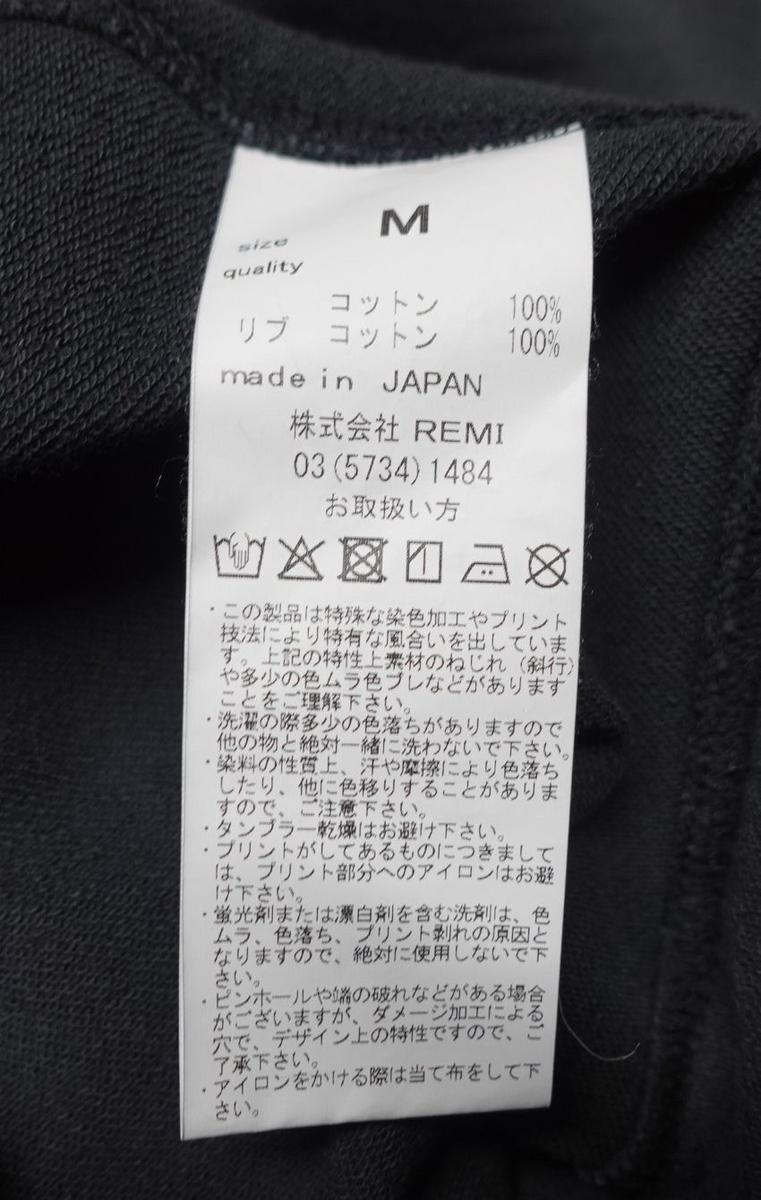 M
size
quality
コットン 100%
リブ コットン 100%
made in JAPAN
株式会社 REMI
03(5734)1484
お取扱い方
・この製品は特殊な染色加工やプリント
技法により特有な風合いを出していま
す。上記の特性上素材のねじれ（斜行）
や多少の色ムラ色ブレなどがあります
ことをご理解下さい。
・洗濯の際多少の色落ちがありますので
他の物と絶対一緒に洗わないで下さい。
・染料の性質上、汗や摩擦により色落ち
したり、他に色移りすることがありま
すので、ご注意下さい。
・タンブラー乾燥はお避け下さい。
・プリントがしてあるものにつきまして
は、プリント部分へのアイロンはお避
け下さい。
・蛍光剤または漂白剤を含む洗剤は、色
ムラ、色落ち、プリント剥れの原因と
なりますので、絶対に使用しないで下
さい。
・ピンホールや端の破れなどがある場合
がございますが、ダメージ加工による
穴で、デザイン上の特性ですので、ご
了承下さい。
・アイロンをかける際は当て布をして下
さい。